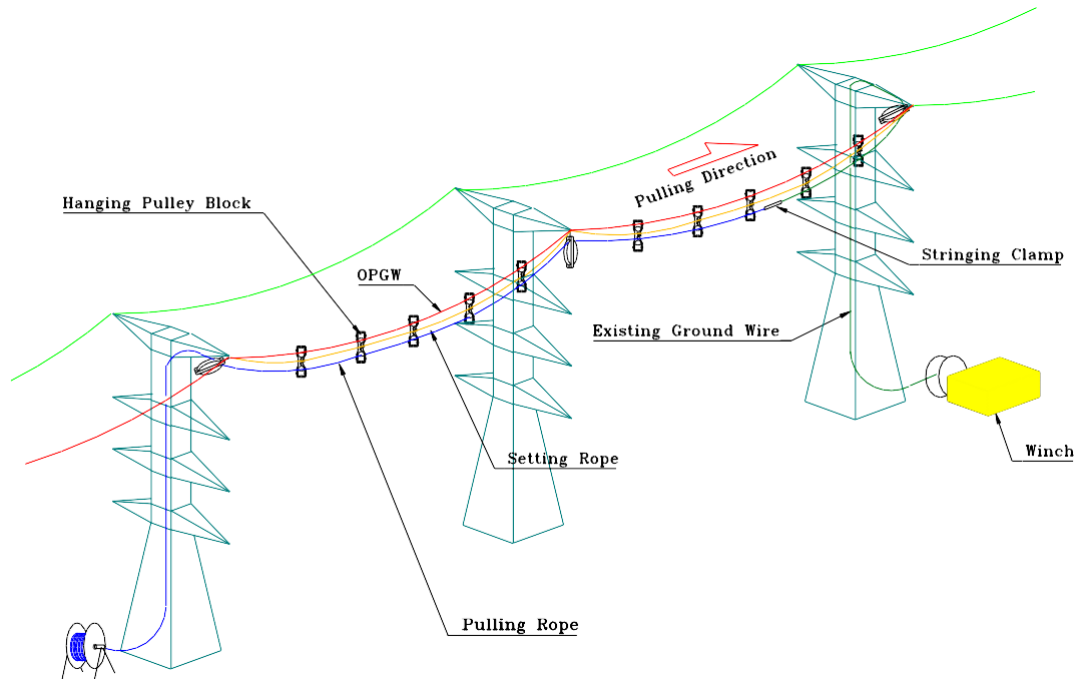 Pulling Direction
Hanging Pulley Block
Stringing Clamp
OPGW
Existing Ground Wire
Setting Rope
Winch
Pulling Rope